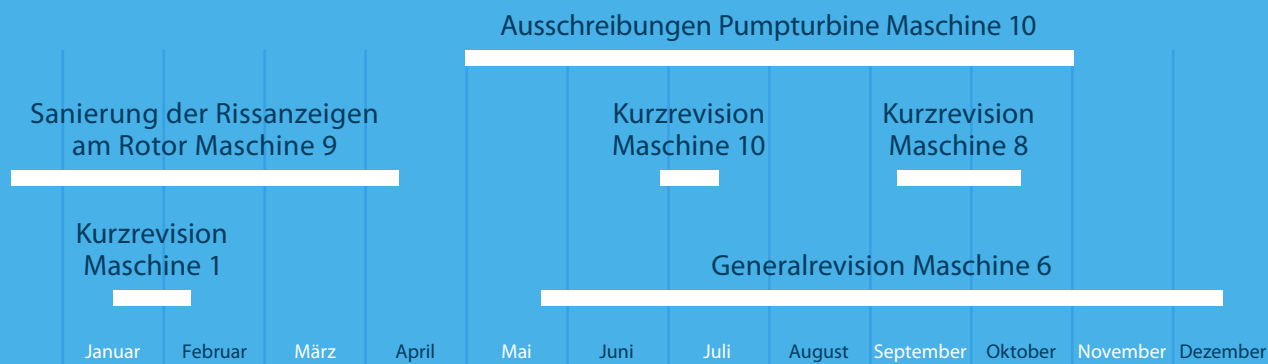 Ausschreibungen Pumpturbine Maschine 10
Sanierung der Rissanzeigen
am Rotor Maschine 9
Kurzrevision
Maschine 10
Kurzrevision
Maschine 8
Kurzrevision
Maschine 1
Generalrevision Maschine 6
Januar Februar März April Mai Juni Juli August September Oktober November Dezember